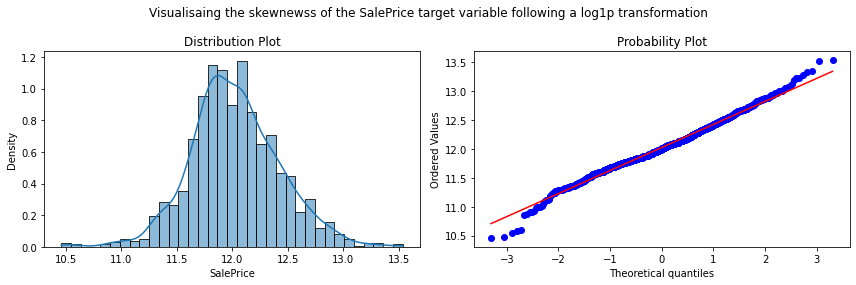 Visualisaing the skewnewss of the SalePrice target variable following a log1p transformation
Distribution Plot
1.2
1.0
0.8
0.6
0.4
0.2
0.0
Density
10.5 11.0 11.5 12.0 12.5 13.0 13.5
SalePrice
Probability Plot
13.5
13.0
12.5
12.0
11.5
11.0
10.5
Ordered Values
−3 −2 −1 0 1 2 3
Theoretical quantiles